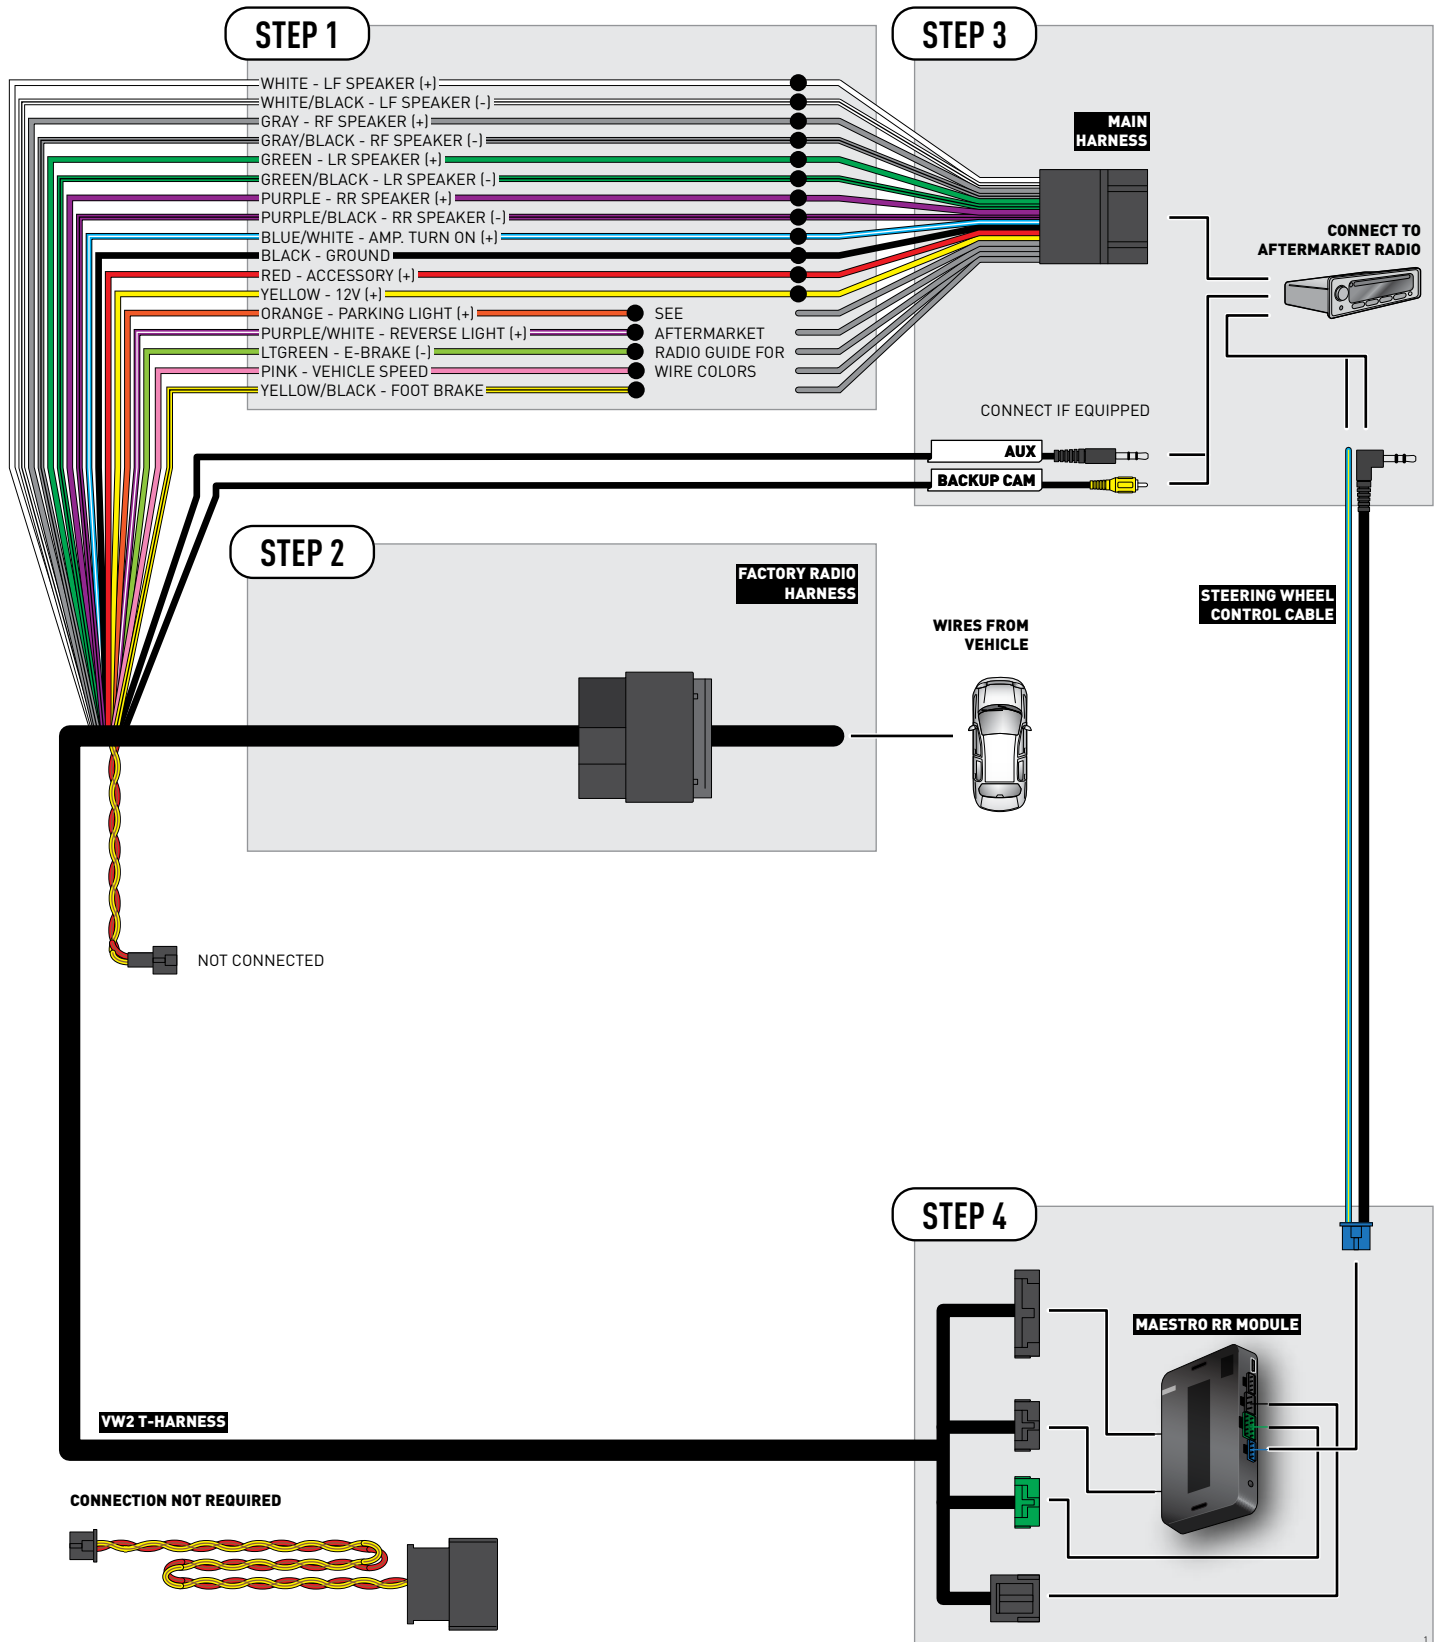 STEP 1
WHITE - LF SPEAKER (+)
WHITE/BLACK - LF SPEAKER (-)
GRAY - RF SPEAKER (+)
GRAY/BLACK - RF SPEAKER (-)
GREEN - LR SPEAKER (+)
GREEN/BLACK - LR SPEAKER (-)
PURPLE - RR SPEAKER (+)
PURPLE/BLACK - RR SPEAKER (-)
BLUE/WHITE - AMP. TURN ON (+)
BLACK - GROUND
RED - ACCESSORY (+)
YELLOW - 12V (+)
ORANGE - PARKING LIGHT (+)
PURPLE/WHITE - REVERSE LIGHT (+)
LTGREEN - E-BRAKE (-)
PINK - VEHICLE SPEED
YELLOW/BLACK - FOOT BRAKE
SEE
AFTERMARKET
RADIO GUIDE FOR
WIRE COLORS
STEP 3
MAIN
HARNESS
CONNECT TO
AFTERMARKET RADIO
CONNECT IF EQUIPPED
AUX
BACKUP CAM
STEP 2
FACTORY RADIO
HARNESS
WIRES FROM
VEHICLE
STEERING WHEEL
CONTROL CABLE
NOT CONNECTED
STEP 4
MAESTRO RR MODULE
VW2 T-HARNESS
CONNECTION NOT REQUIRED
1